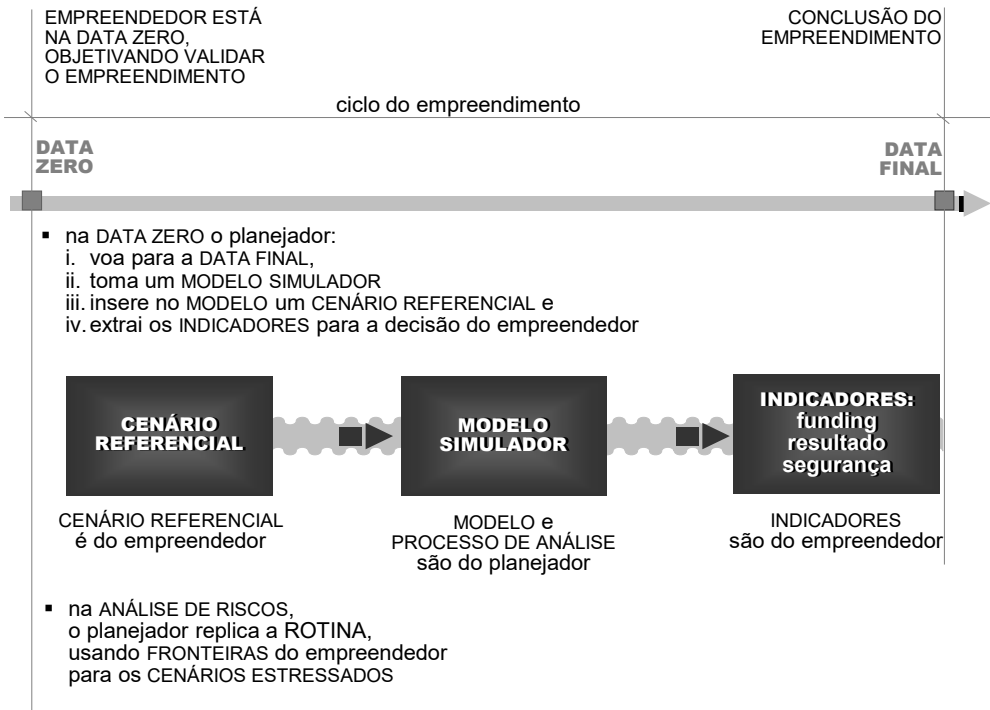 EMPREENDEDOR ESTÁ
NA DATA ZERO,
OBJETIVANDO VALIDAR
O EMPREENDIMENTO
CONCLUSÃO DO
EMPREENDIMENTO
ciclo do empreendimento
DATA
ZERO
DATA
FINAL
▪ na DATA ZERO o planejador:
i. voa para a DATA FINAL,
ii. toma um MODELO SIMULADOR
iii. insere no MODELO um CENÁRIO REFERENCIAL e
iv. extrai os INDICADORES para a decisão do empreendedor
CENÁRIO
REFERENCIAL
MODELO
SIMULADOR
INDICADORES:
funding
resultado
segurança
CENÁRIO REFERENCIAL
é do empreendedor
MODELO e
PROCESSO DE ANÁLISE
são do planejador
INDICADORES
são do empreendedor
▪ na ANÁLISE DE RISCOS,
o planejador replica a ROTINA,
usando FRONTEIRAS do empreendedor
para os CENÁRIOS ESTRESSADOS